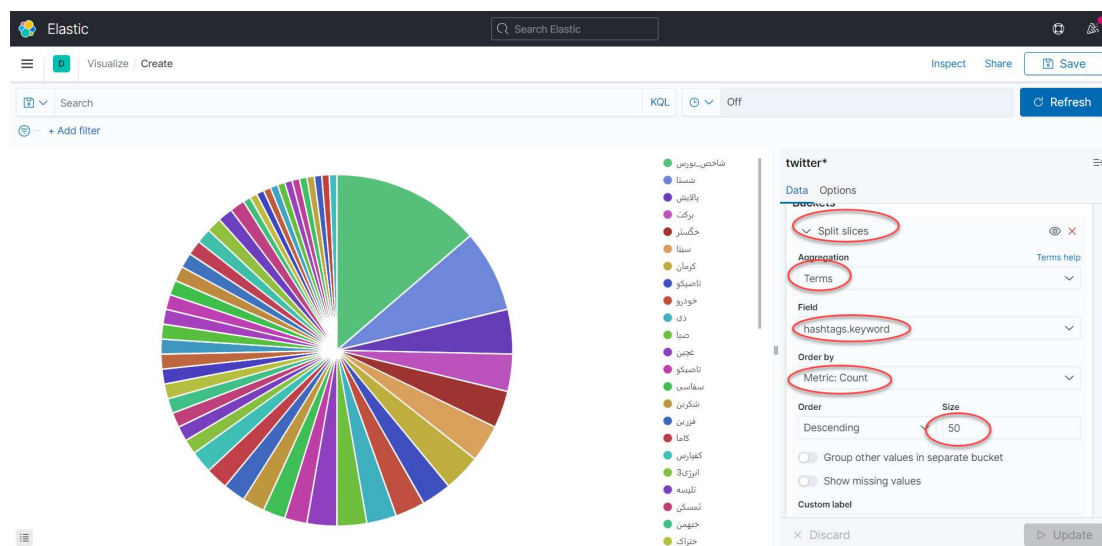 Elastic
Search Elastic
D
Visualize / Create
Inspect Share Save
Search KQL Off Refresh
+ Add filter
شاخص_بورس
شستا
پالایش
برکت
خگستر
سیتا
کرمان
تاصیکو
خودرو
دی
صبا
غچین
تاصیکو
سفاسی
شکربن
فزرین
کاما
کفپارس
انرژی3
تلیسه
ثمسکن
خبهمن
ختراک
twitter*
Data Options
Buckets
Split slices
Aggregation Terms help
Terms
Field
hashtags.keyword
Order by
Metric: Count
Order Size
Descending 50
Group other values in separate bucket
Show missing values
Custom label
Discard Update